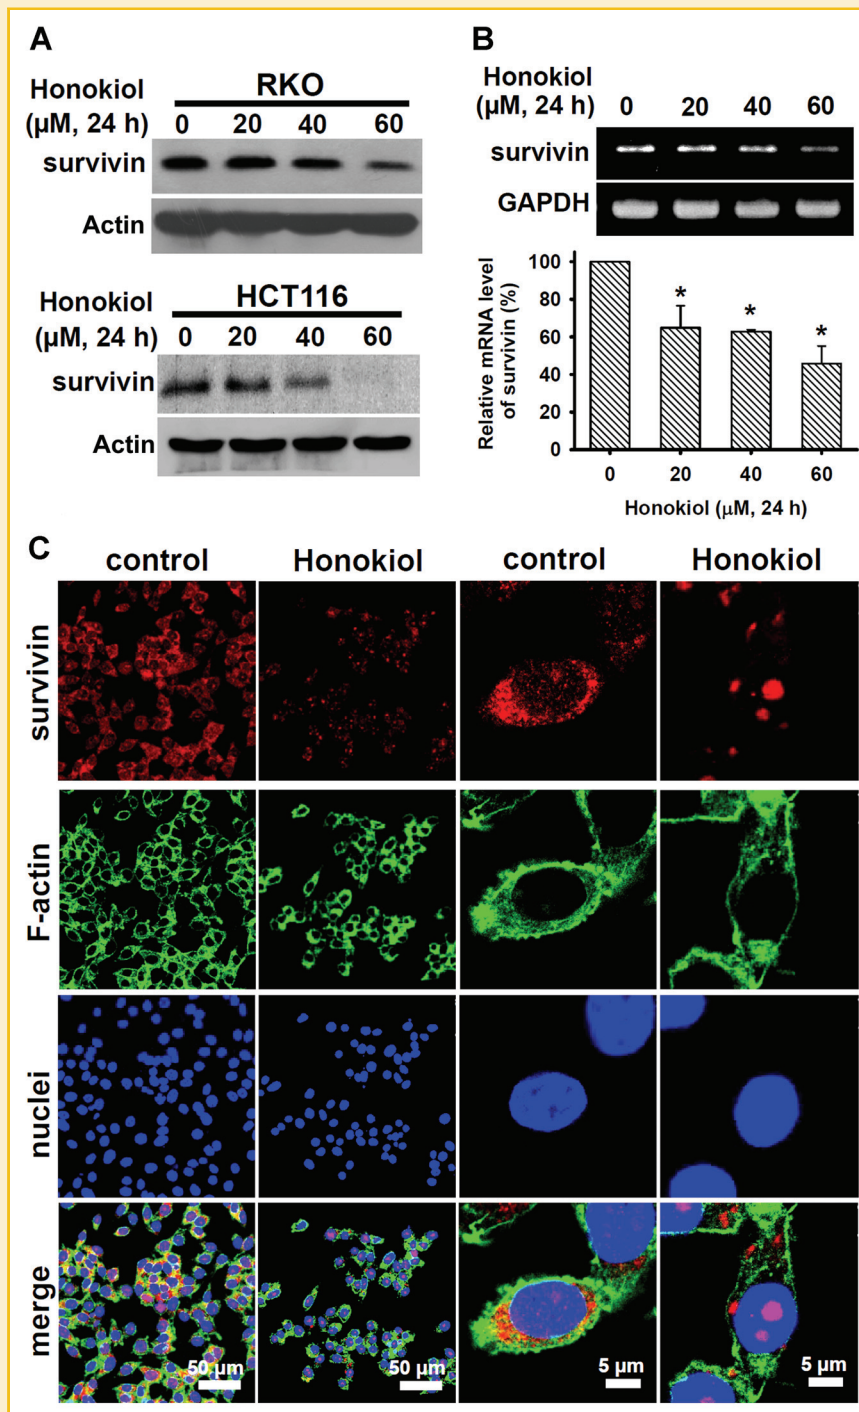 A
Honokiol
(µM, 24 h)
RKO
0 20 40 60
survivin
Actin
Honokiol
(µM, 24 h)
HCT116
0 20 40 60
survivin
Actin
B
Honokiol
(µM, 24 h)
0 20 40 60
survivin
GAPDH
Relative mRNA level
of survivin (%)
100
80
60
40
20
0
* * *
0 20 40 60
Honokiol (µM, 24 h)
C
control Honokiol control Honokiol
survivin
F-actin
nuclei
merge
50 µm 50 µm 5 µm 5 µm